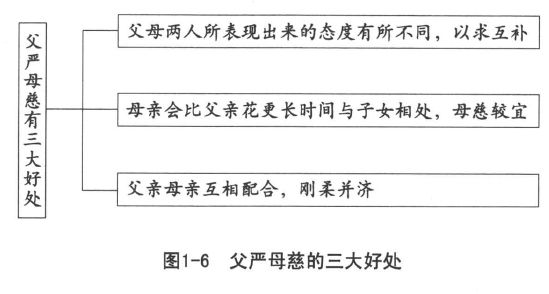 父严母慈有三大好处
父母两人所表现出来的态度有所不同，以求互补
母亲会比父亲花更长时间与子女相处，母慈较宜
父亲母亲互相配合，刚柔并济
图1-6 父严母慈的三大好处